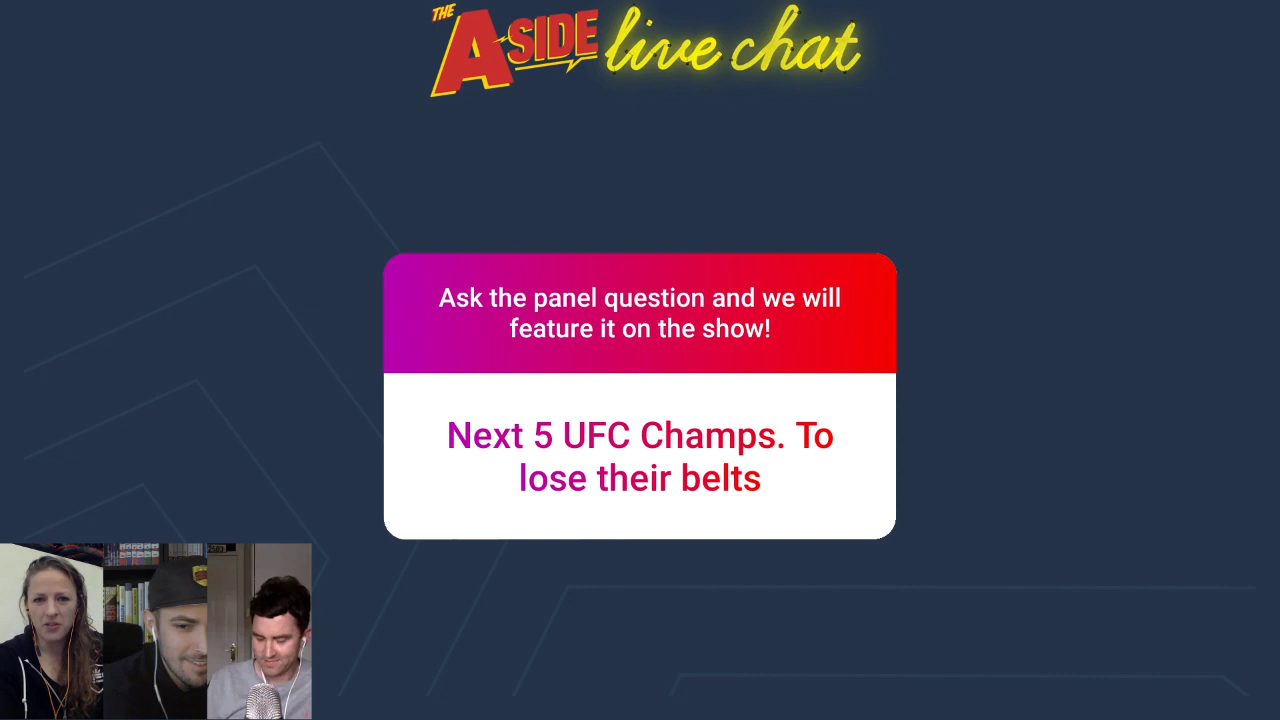 THE A SIDE live chat
Ask the panel question and we will
feature it on the show!
Next 5 UFC Champs. To
lose their belts